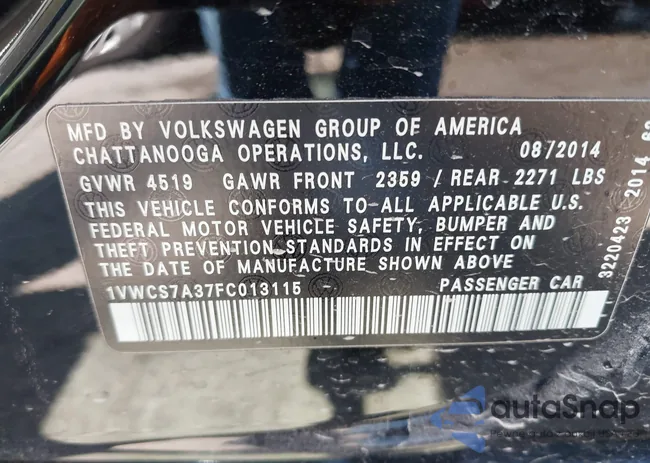 MFD BY VOLKSWAGEN GROUP OF AMERICA
CHATTANOOGA OPERATIONS, LLC. 08/2014
GVWR 4519 GAWR FRONT 2359 / REAR 2271 LBS
THIS VEHICLE CONFORMS TO ALL APPLICABLE U.S.
FEDERAL MOTOR VEHICLE SAFETY, BUMPER AND
THEFT PREVENTION STANDARDS IN EFFECT ON
THE DATE OF MANUFACTURE SHOWN ABOVE
1VWCS7A37FC013115 PASSENGER CAR
3220423 2014
autoSnap